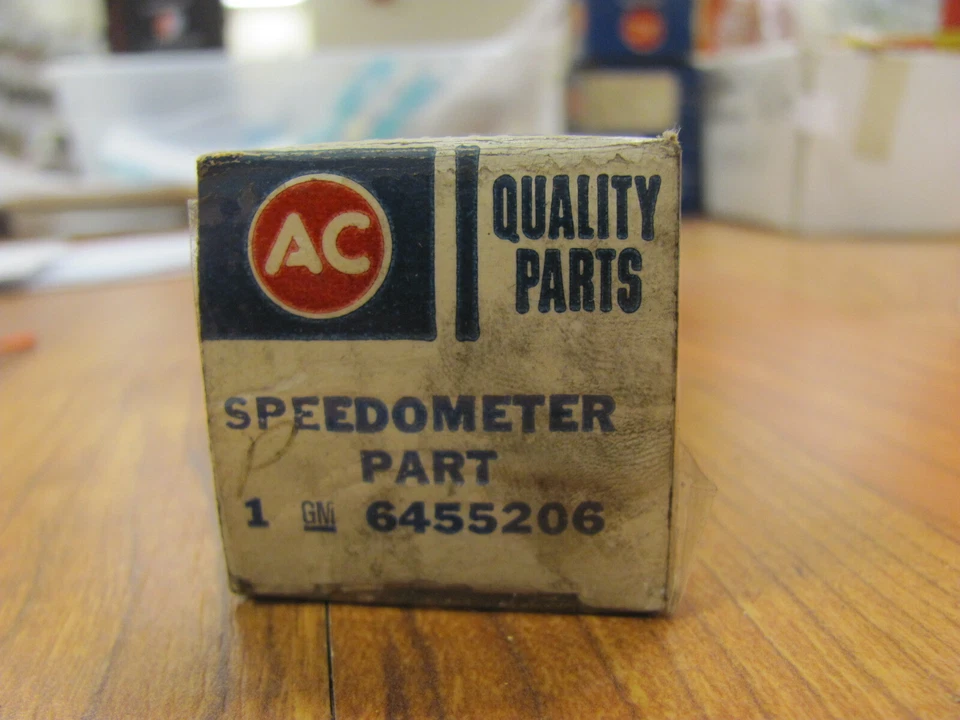 AC
QUALITY
PARTS
SPEEDOMETER
PART
1 GM 6455206